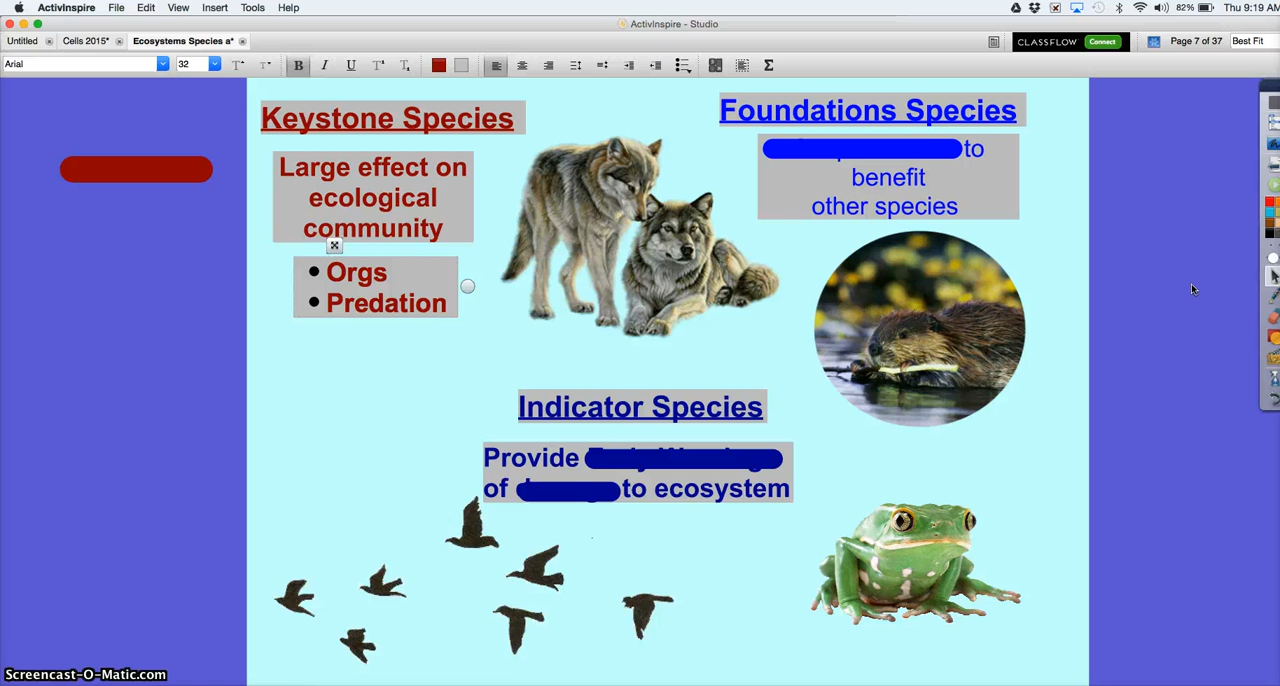 ActivInspire File Edit View Insert Tools Help 82% Thu 9:19 AM
ActivInspire - Studio
Untitled Cells 2015* Ecosystems Species a* CLASSFLOW Connect Page 7 of 37 Best Fit
Arial 32 B I U T T Σ
Keystone Species
Large effect on
ecological
community
• Orgs
• Predation
Foundations Species
to
benefit
other species
Indicator Species
Provide
of to ecosystem
Screencast-O-Matic.com